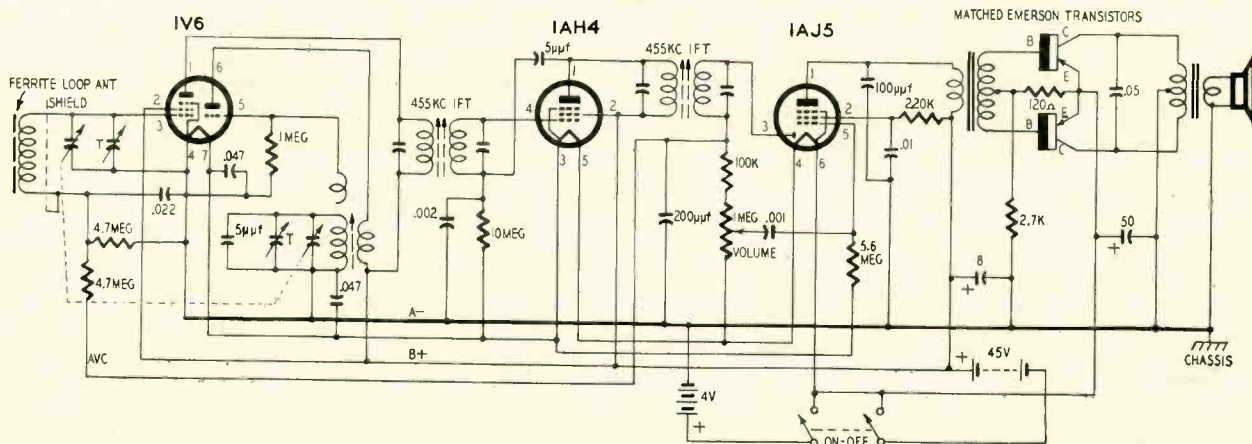 IV6
IAH4
IAJ5
MATCHED EMERSON TRANSISTORS
FERRITE LOOP ANT
SHIELD
1
6
2
3
5
4
7
T
.047
1MEG
.022
4.7MEG
4.7MEG
5μμf
T
.047
AVC
455KC IFT
.002
10MEG
A-
B+
5μμf
1
4
2
3
5
455KC IFT
100K
200μμf
1MEG
VOLUME
.001
1
3
2
5
4
6
100μμf
220K
.01
5.6
MEG
4V
+
ON-OFF
B
C
E
120Ω
E
B
C
.05
2.7K
8
+
50
+
+
45V
CHASSIS